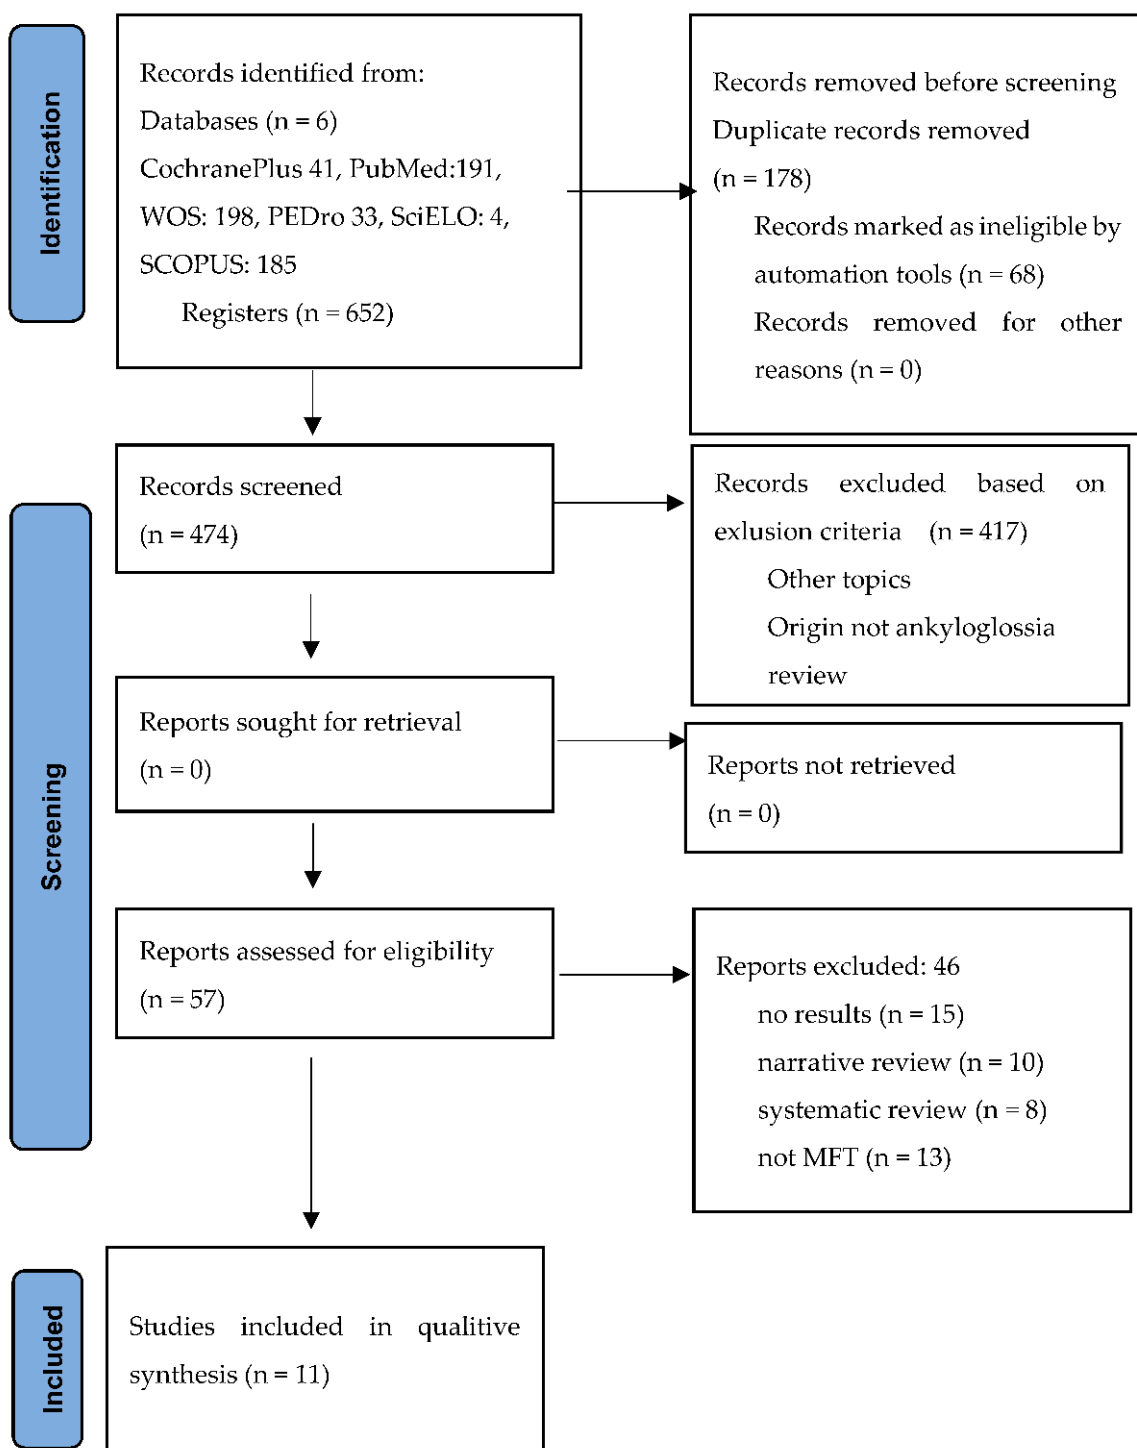 Identification
Records identified from:
Databases (n = 6)
CochranePlus 41, PubMed:191,
WOS: 198, PEDro 33, SciELO: 4,
SCOPUS: 185
Registers (n = 652)
Records removed before screening
Duplicate records removed
(n = 178)
Records marked as ineligible by
automation tools (n = 68)
Records removed for other
reasons (n = 0)
Screening
Records screened
(n = 474)
Records excluded based on
exlusion criteria (n = 417)
Other topics
Origin not ankyloglossia
review
Reports sought for retrieval
(n = 0)
Reports not retrieved
(n = 0)
Reports assessed for eligibility
(n = 57)
Reports excluded: 46
no results (n = 15)
narrative review (n = 10)
systematic review (n = 8)
not MFT (n = 13)
Included
Studies included in qualitive
synthesis (n = 11)